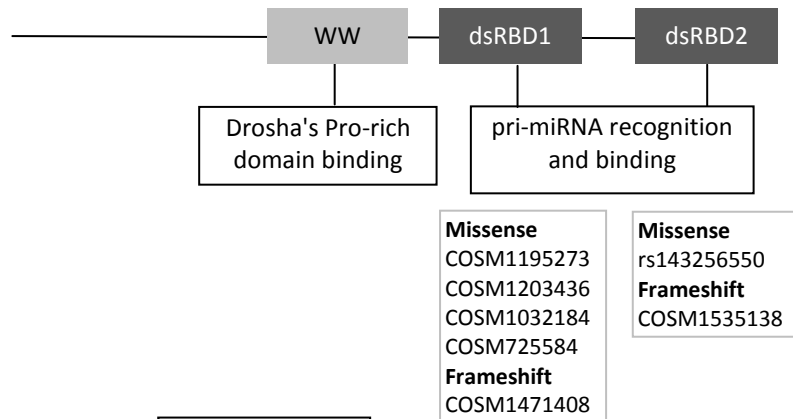 WW
dsRBD1
dsRBD2
Drosha's Pro-rich
domain binding
pri-miRNA recognition
and binding
Missense
COSM1195273
COSM1203436
COSM1032184
COSM725584
Frameshift
COSM1471408
Missense
rs143256550
Frameshift
COSM1535138